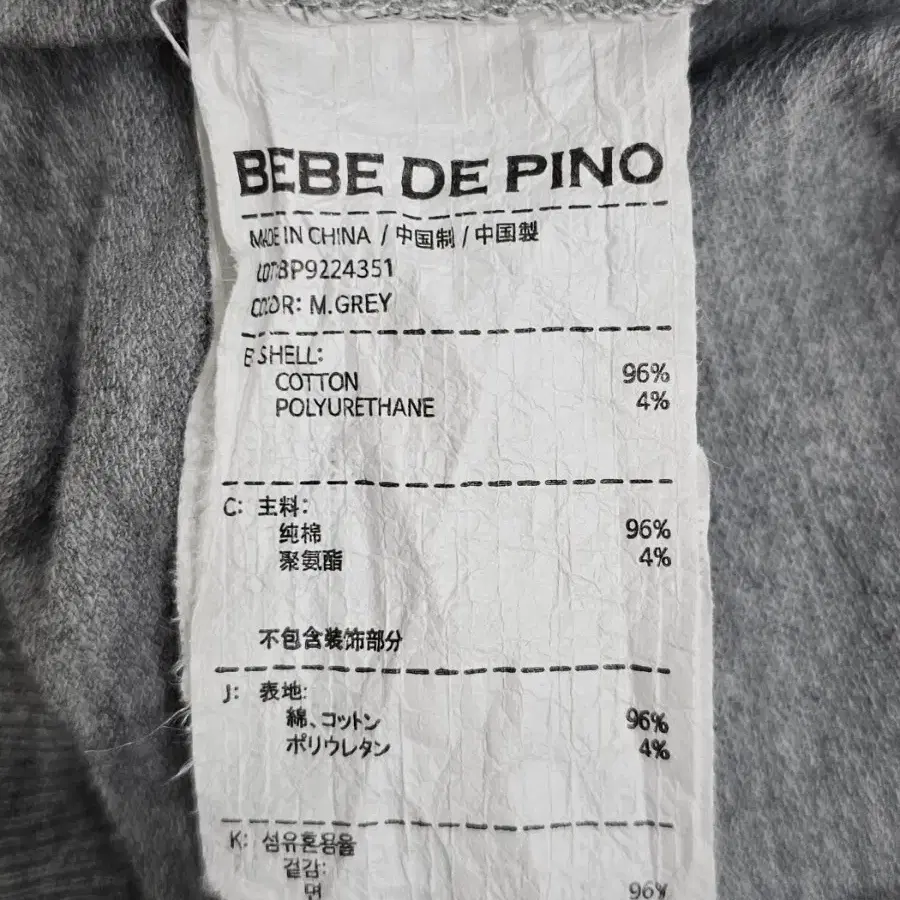 BEBE DE PINO
MADE IN CHINA / 中国制 / 中国製
LOT:BP9224351
COLOR: M.GREY
E SHELL:
COTTON 96%
POLYURETHANE 4%
C: 主料:
纯棉 96%
聚氨酯 4%
不包含装饰部分
J: 表地:
綿、コットン 96%
ポリウレタン 4%
K: 섬유혼용율
겉감:
면 96%